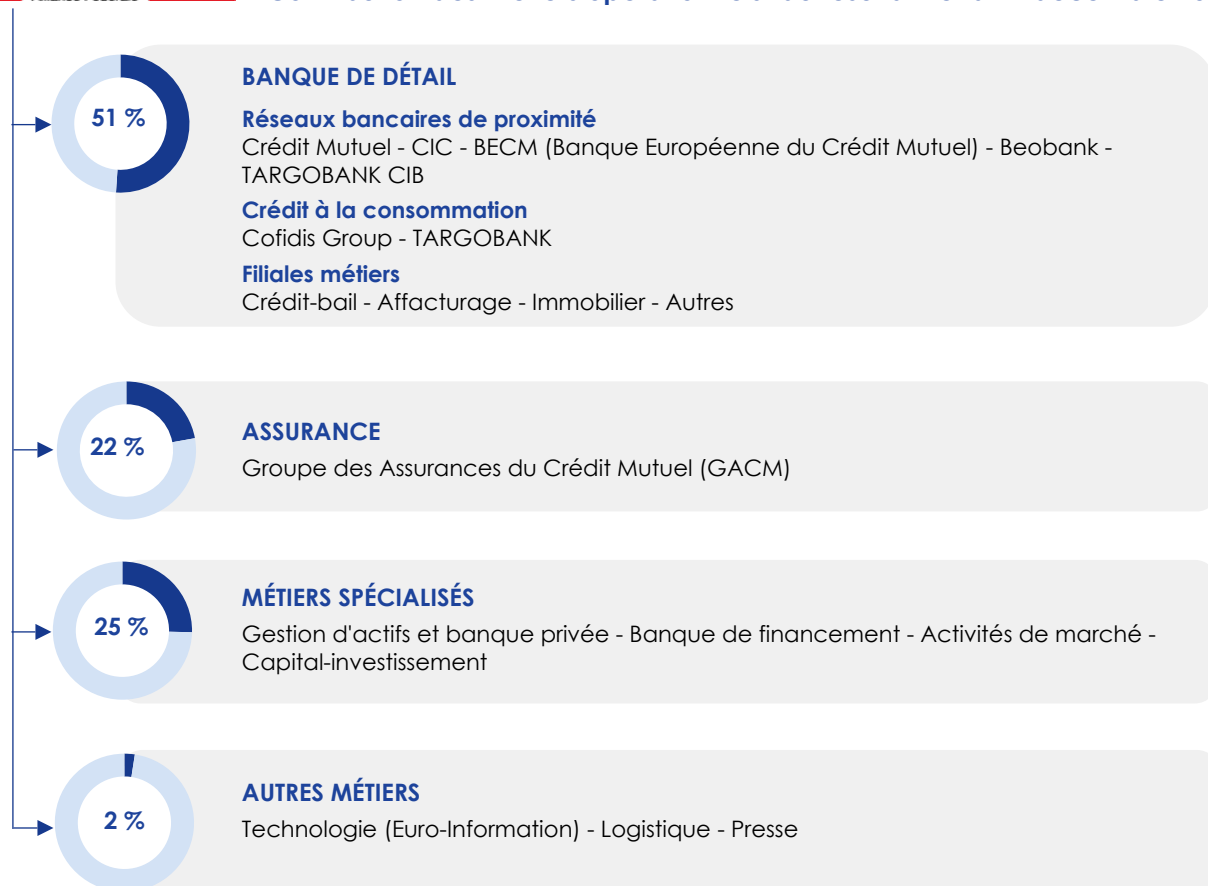 BANQUE DE DÉTAIL
51 %
Réseaux bancaires de proximité
Crédit Mutuel - CIC - BECM (Banque Européenne du Crédit Mutuel) - Beobank -
TARGOBANK CIB
Crédit à la consommation
Cofidis Group - TARGOBANK
Filiales métiers
Crédit-bail - Affacturage - Immobilier - Autres
22 %
ASSURANCE
Groupe des Assurances du Crédit Mutuel (GACM)
25 %
MÉTIERS SPÉCIALISÉS
Gestion d'actifs et banque privée - Banque de financement - Activités de marché -
Capital-investissement
2 %
AUTRES MÉTIERS
Technologie (Euro-Information) - Logistique - Presse